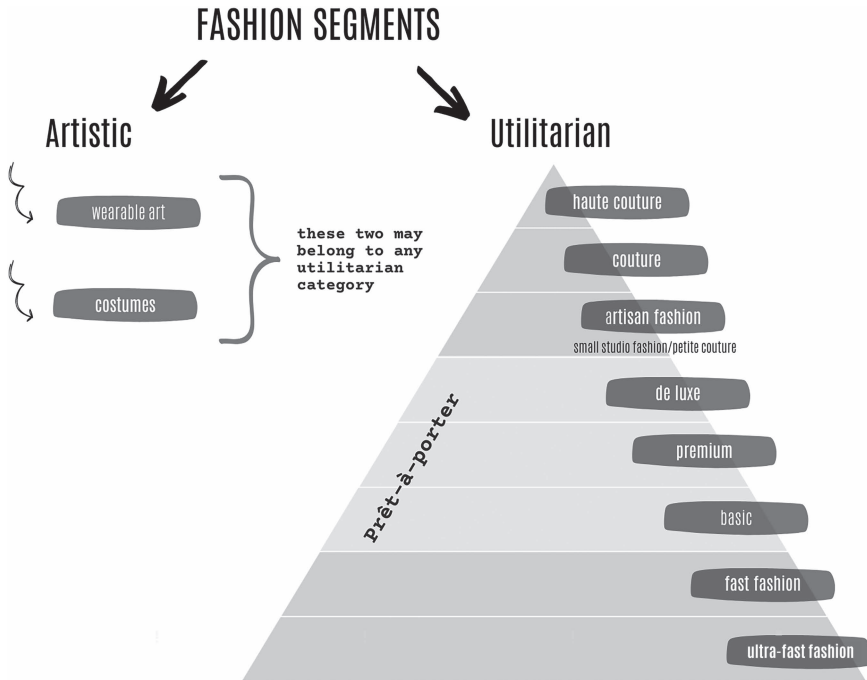 FASHION SEGMENTS
Artistic
wearable art
costumes
these two may
belong to any
utilitarian
category
Utilitarian
haute couture
couture
artisan fashion
small studio fashion/petite couture
de luxe
premium
basic
fast fashion
ultra-fast fashion
Prêt-à-porter